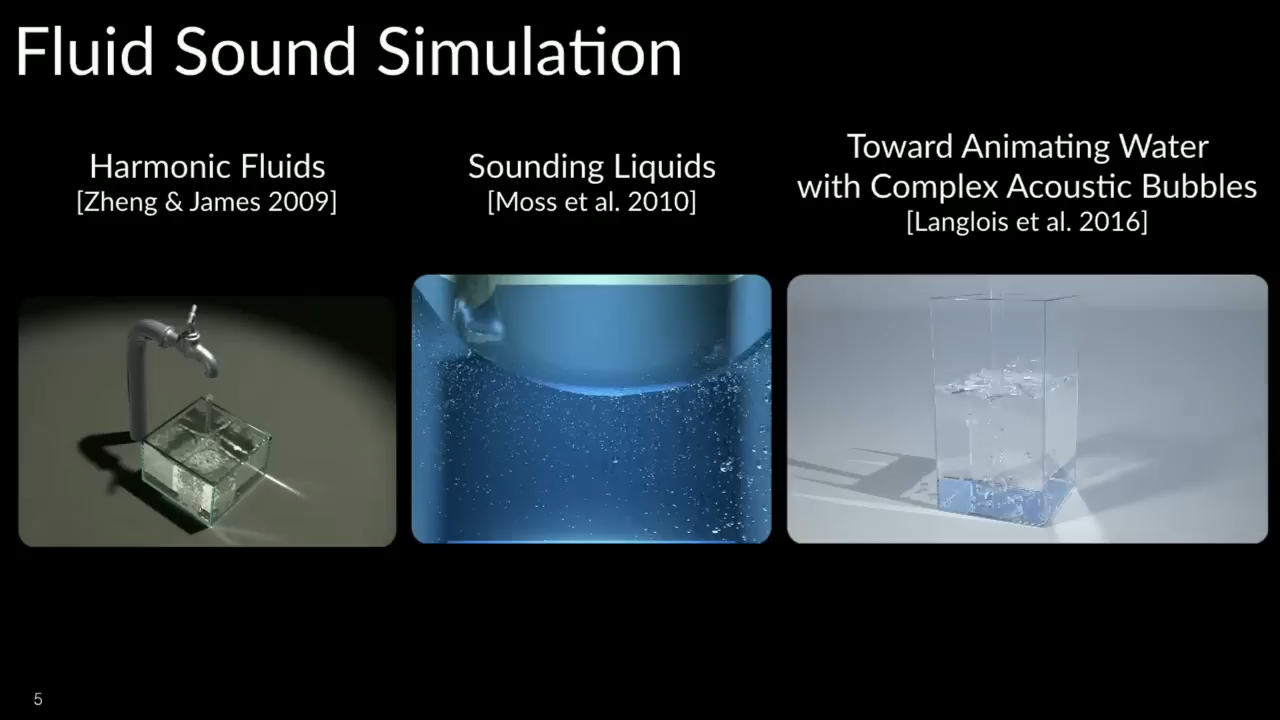 Fluid Sound Simulation
Harmonic Fluids
[Zheng & James 2009]
Sounding Liquids
[Moss et al. 2010]
Toward Animating Water
with Complex Acoustic Bubbles
[Langlois et al. 2016]
5